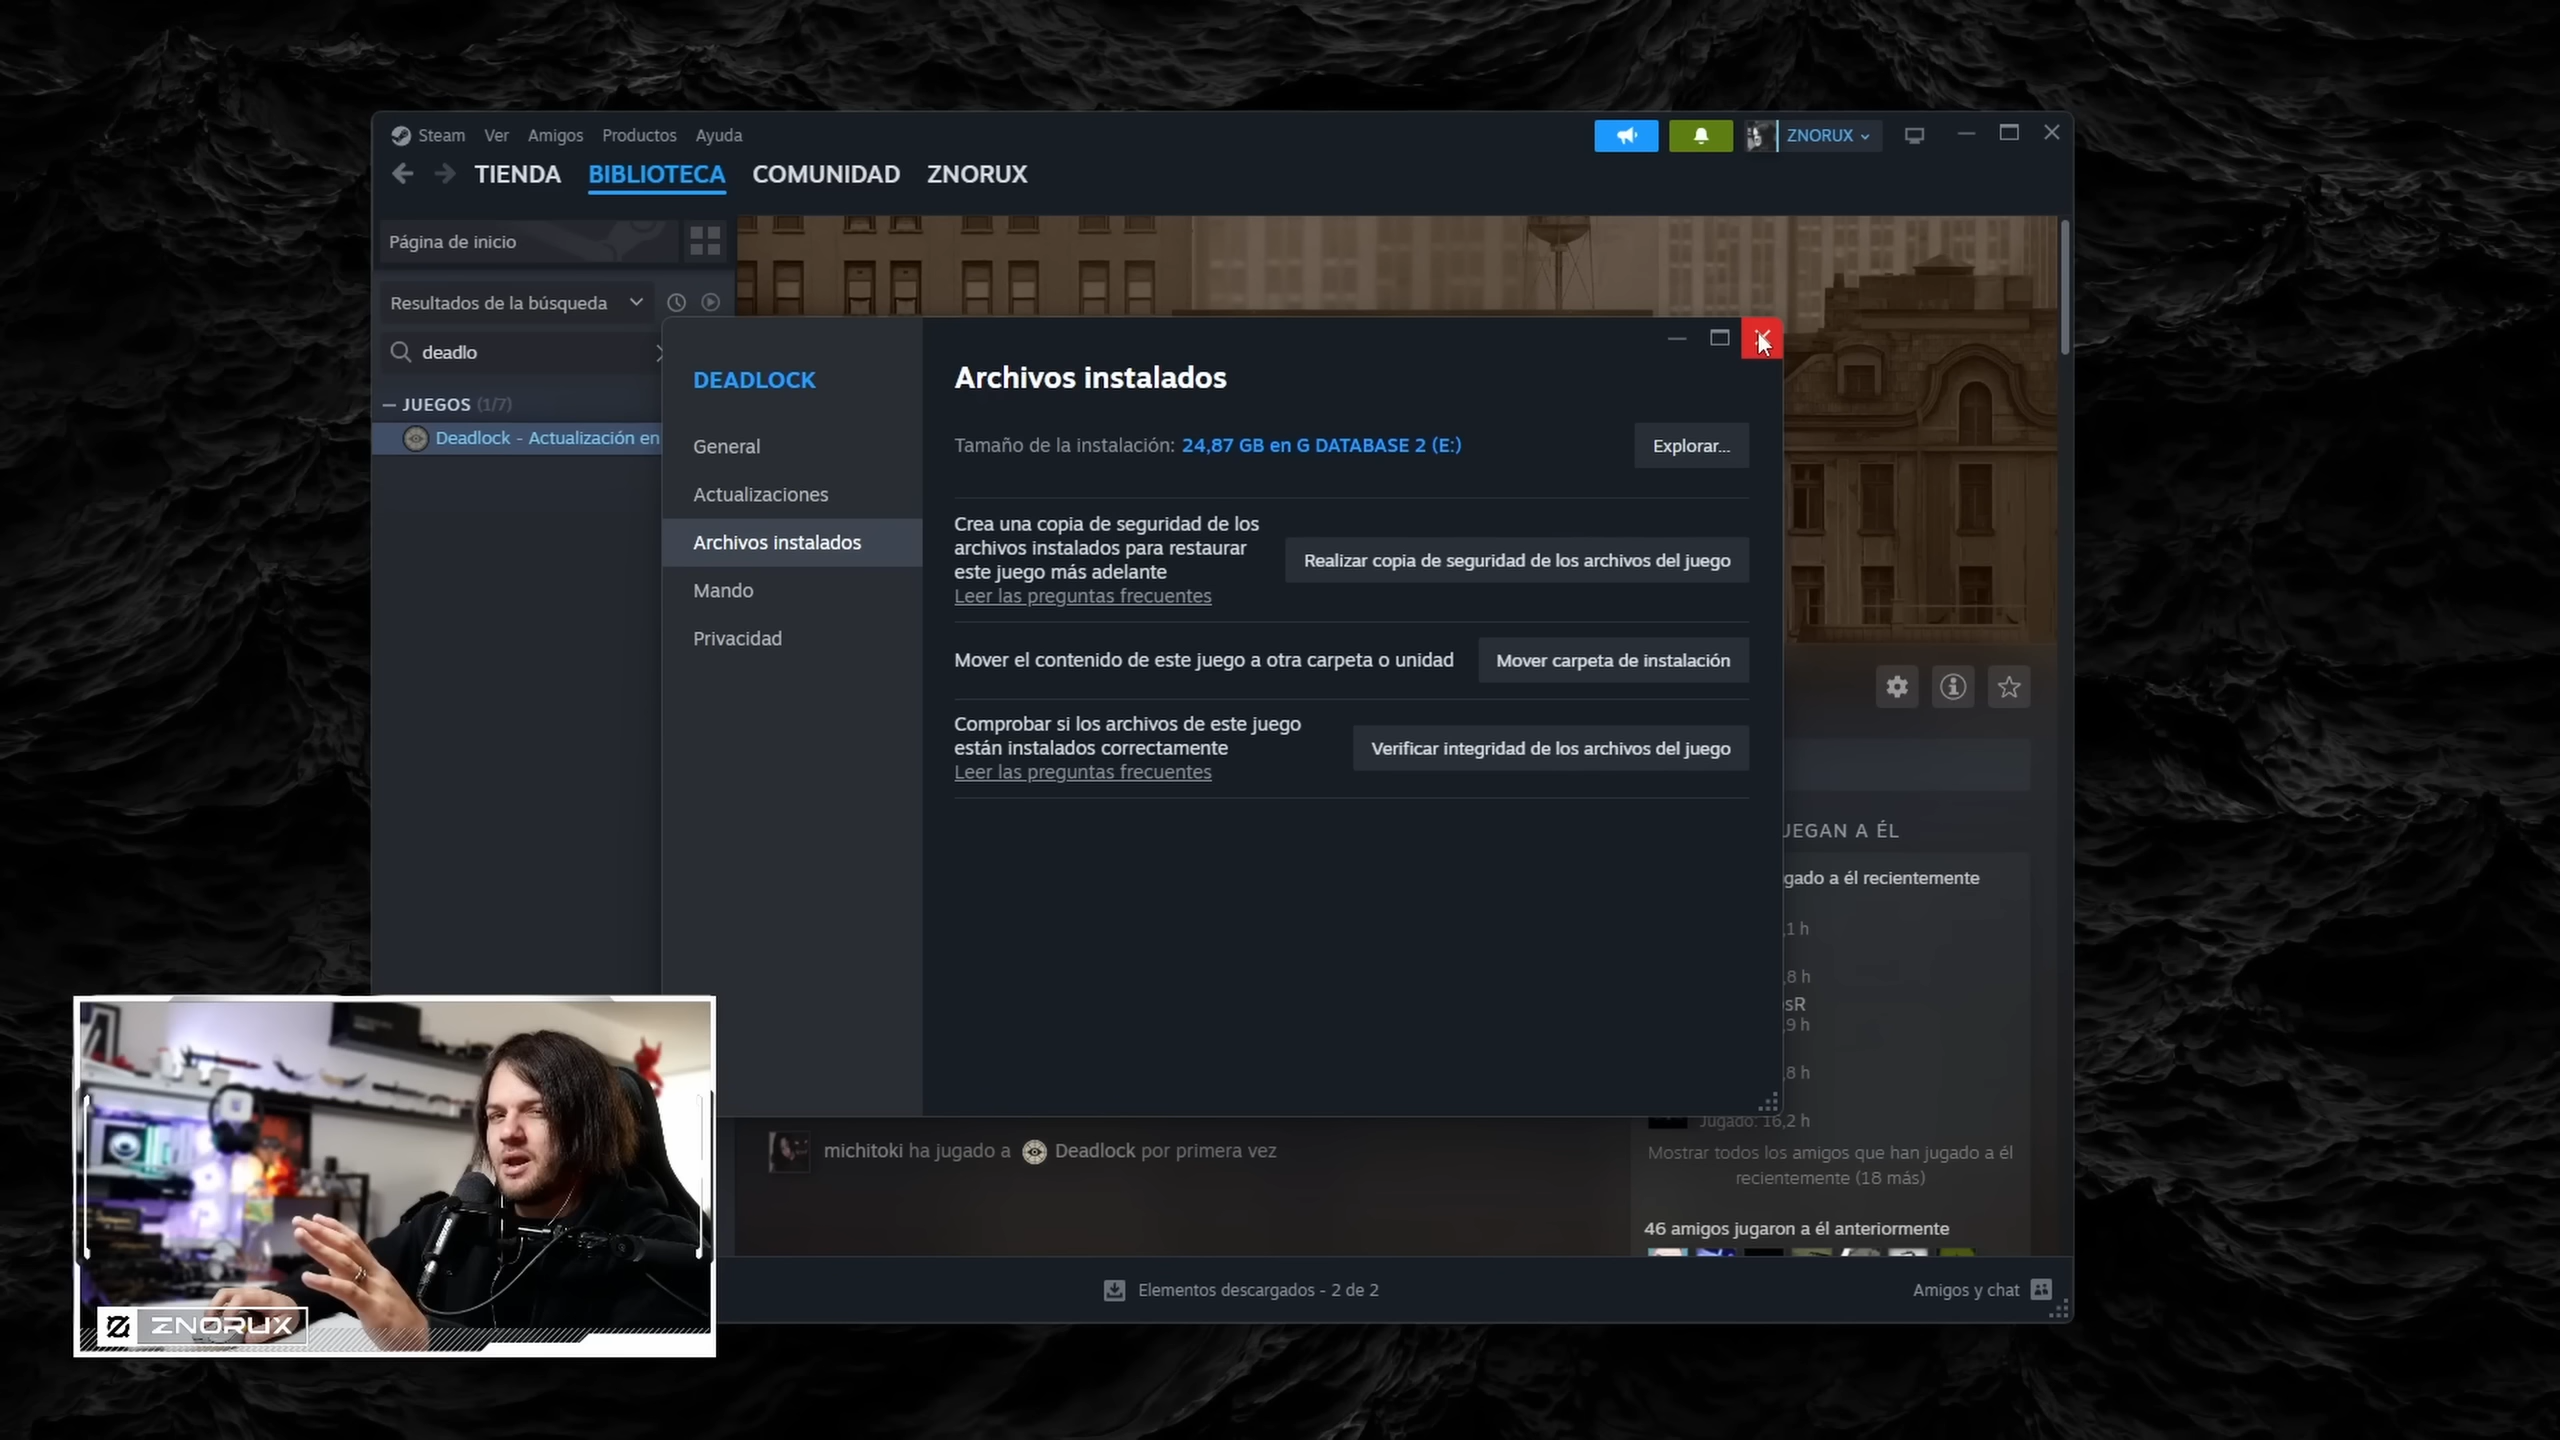 Steam Ver Amigos Productos Ayuda
ZNORUX
TIENDA BIBLIOTECA COMUNIDAD ZNORUX
Página de inicio
Resultados de la búsqueda
deadlo
JUEGOS (1/7)
Deadlock - Actualización en
DEADLOCK
General
Actualizaciones
Archivos instalados
Mando
Privacidad
Archivos instalados
Tamaño de la instalación: 24,87 GB en G DATABASE 2 (E:)
Explorar...
Crea una copia de seguridad de los
archivos instalados para restaurar
este juego más adelante
Leer las preguntas frecuentes
Realizar copia de seguridad de los archivos del juego
Mover el contenido de este juego a otra carpeta o unidad
Mover carpeta de instalación
Comprobar si los archivos de este juego
están instalados correctamente
Leer las preguntas frecuentes
Verificar integridad de los archivos del juego
UEGAN A ÉL
gado a él recientemente
,1 h
,8 h
sR
,9 h
,8 h
Jugado: 16,2 h
Mostrar todos los amigos que han jugado a él
recientemente (18 más)
46 amigos jugaron a él anteriormente
michitoki ha jugado a Deadlock por primera vez
Elementos descargados - 2 de 2
Amigos y chat
ZNORUX